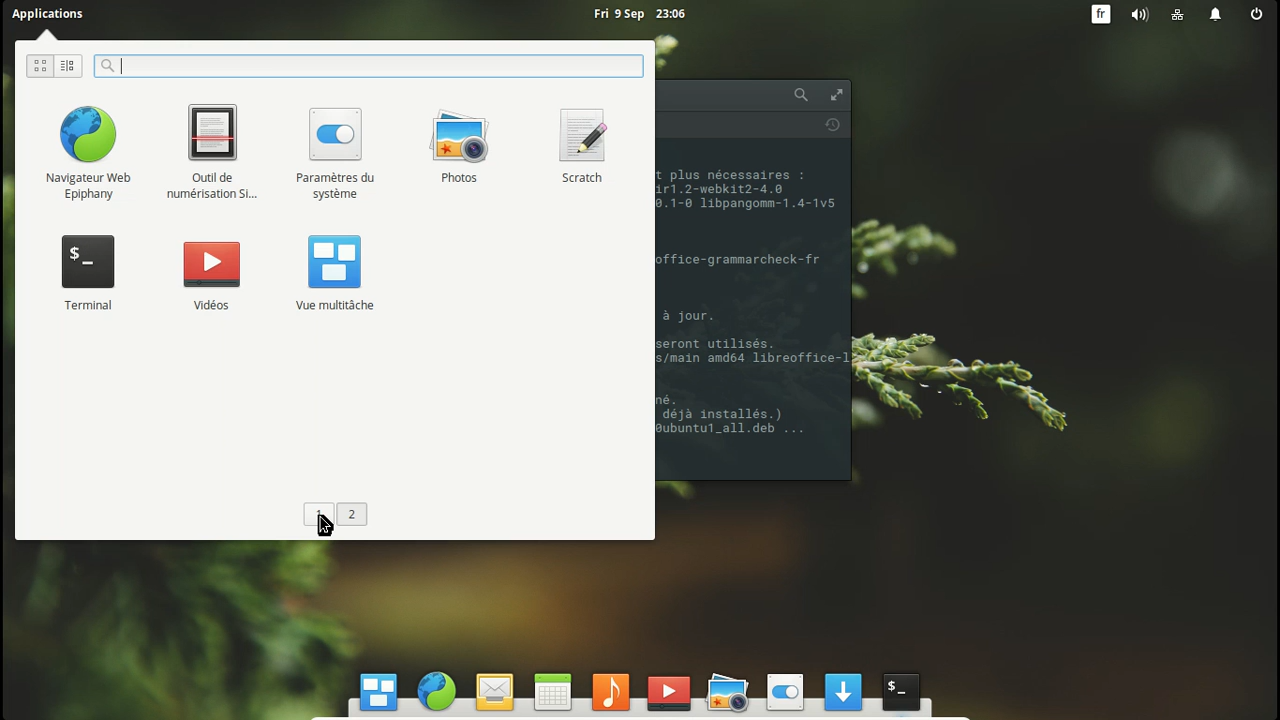 Applications
Fri 9 Sep 23:06
fr
Navigateur Web
Epiphany
Outil de
numérisation Si...
Paramètres du
système
Photos
Scratch
$_
Terminal
Vidéos
Vue multitâche
2
t plus nécessaires :
ir1.2-webkit2-4.0
0.1-0 libpangomm-1.4-1v5
office-grammarcheck-fr
à jour.
seront utilisés.
s/main amd64 libreoffice-l
né.
déjà installés.)
0ubuntu1_all.deb ...
$_